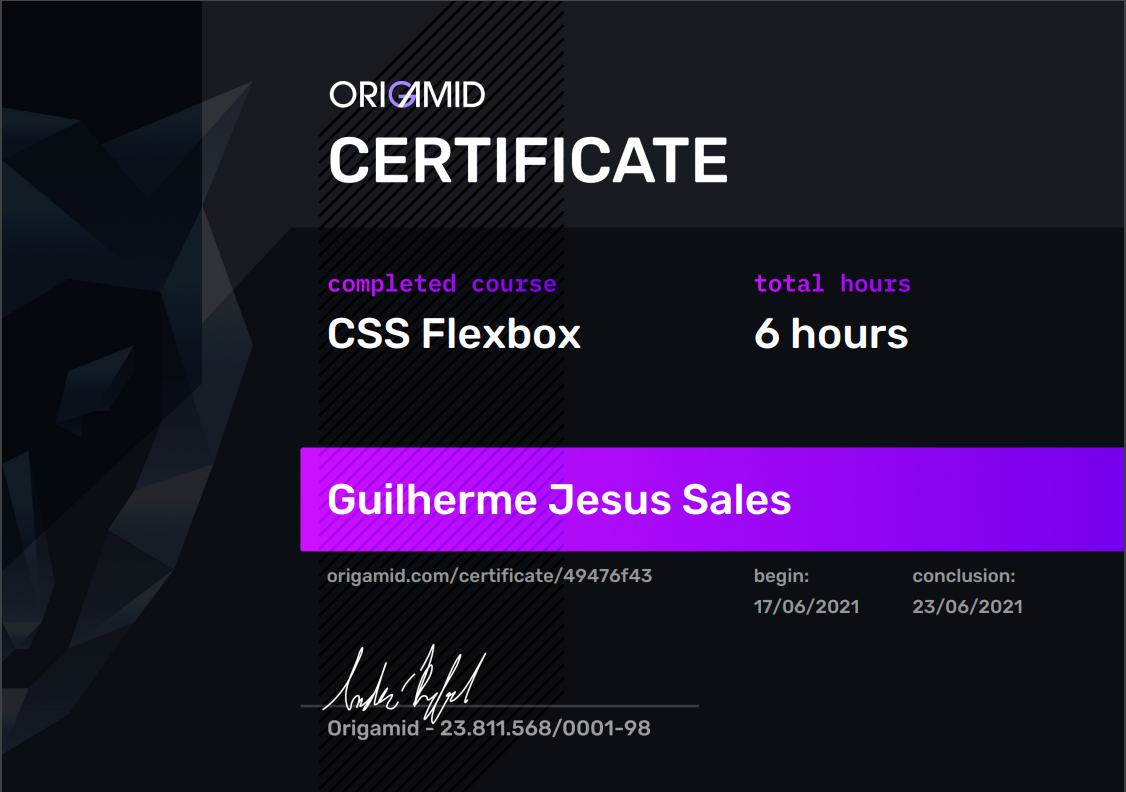 ORIGAMID
CERTIFICATE
completed course
CSS Flexbox
total hours
6 hours
Guilherme Jesus Sales
origamid.com/certificate/49476f43
begin:
17/06/2021
conclusion:
23/06/2021
Origamid - 23.811.568/0001-98